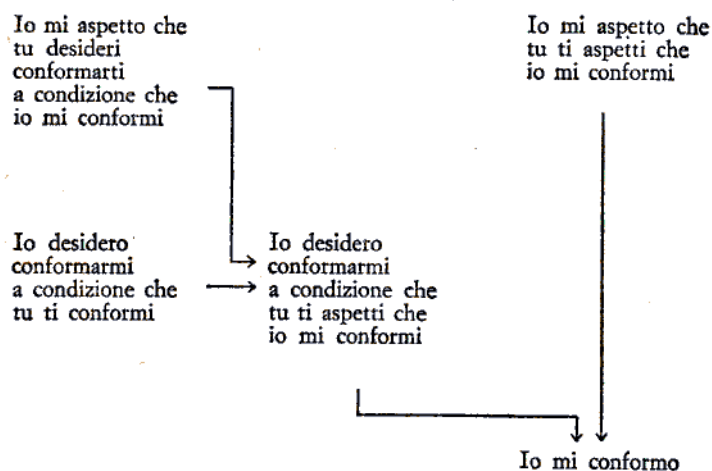 Io mi aspetto che
tu desideri
conformarti
a condizione che
io mi conformi
Io mi aspetto che
tu ti aspetti che
io mi conformi
Io desidero
conformarmi
a condizione che
tu ti conformi
Io desidero
conformarmi
a condizione che
tu ti aspetti che
io mi conformi
Io mi conformo